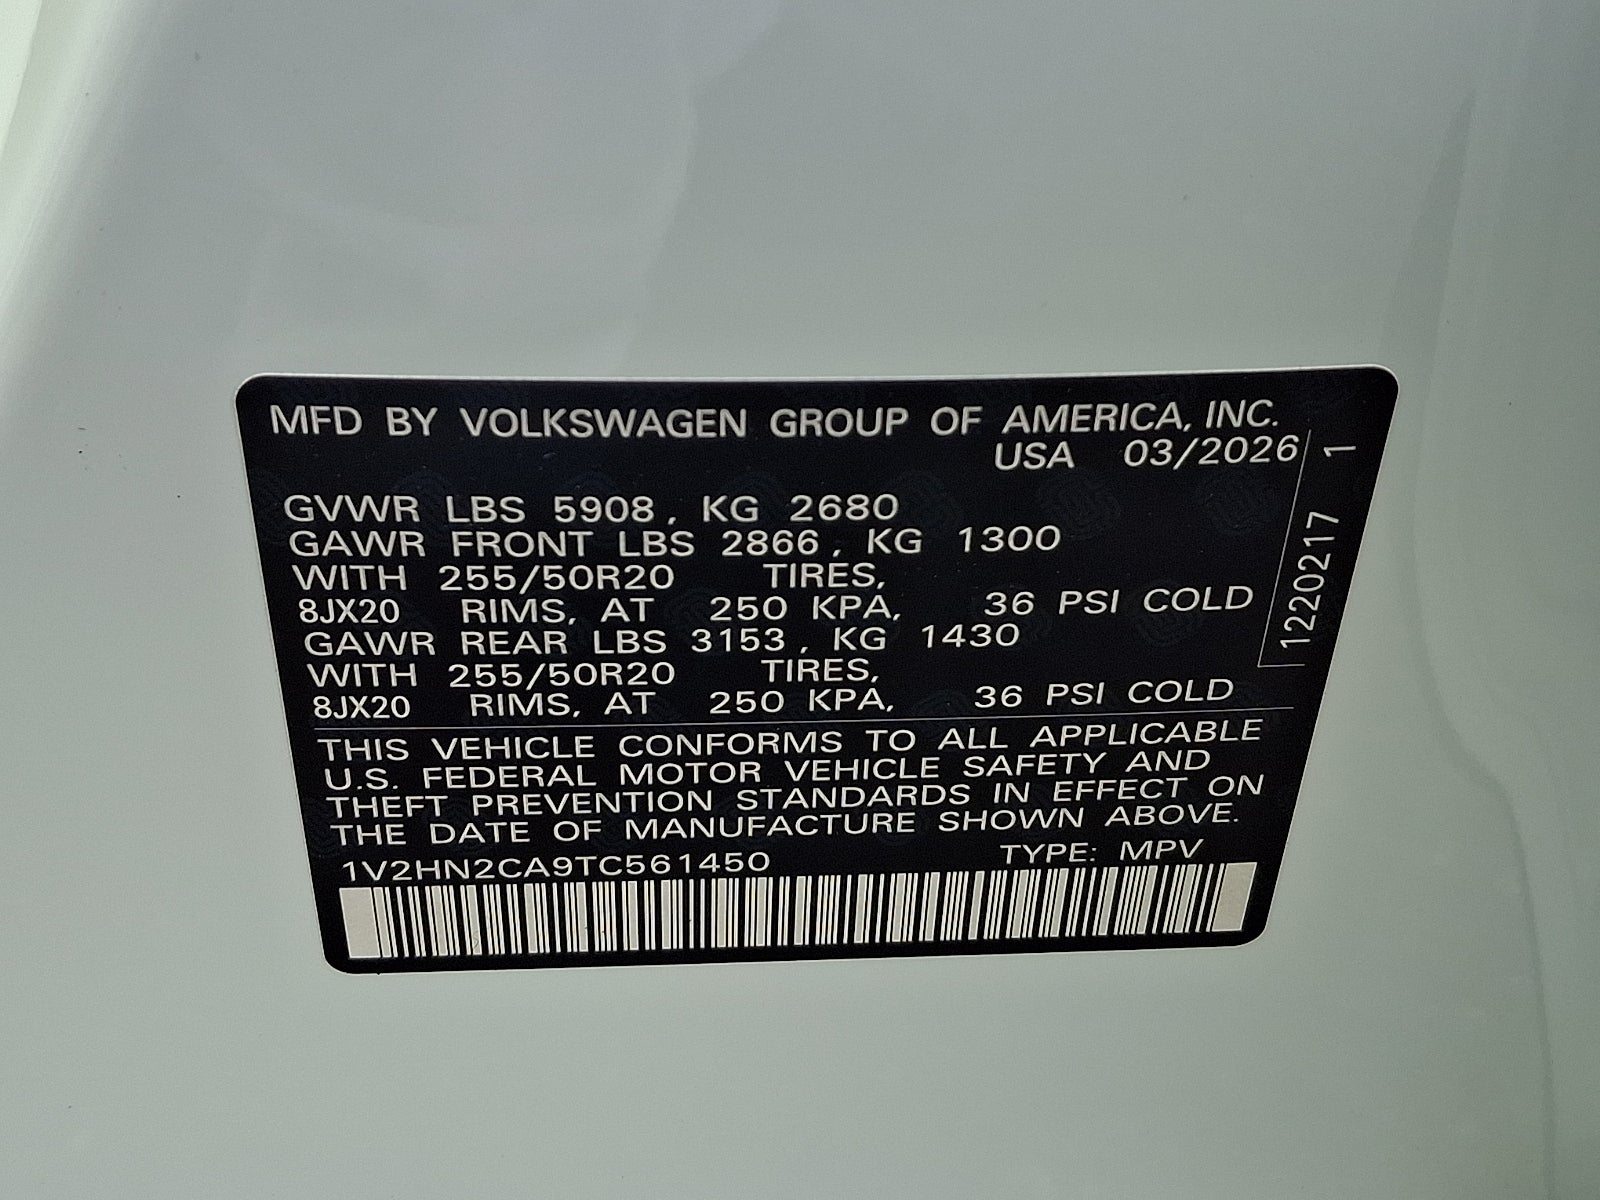 MFD BY VOLKSWAGEN GROUP OF AMERICA, INC.
USA 03/2026
GVWR LBS 5908, KG 2680
GAWR FRONT LBS 2866, KG 1300
WITH 255/50R20 TIRES,
8JX20 RIMS, AT 250 KPA, 36 PSI COLD
GAWR REAR LBS 3153, KG 1430
WITH 255/50R20 TIRES,
8JX20 RIMS, AT 250 KPA, 36 PSI COLD
THIS VEHICLE CONFORMS TO ALL APPLICABLE
U.S. FEDERAL MOTOR VEHICLE SAFETY AND
THEFT PREVENTION STANDARDS IN EFFECT ON
THE DATE OF MANUFACTURE SHOWN ABOVE.
1V2HN2CA9TC561450 TYPE: MPV
1220217 1